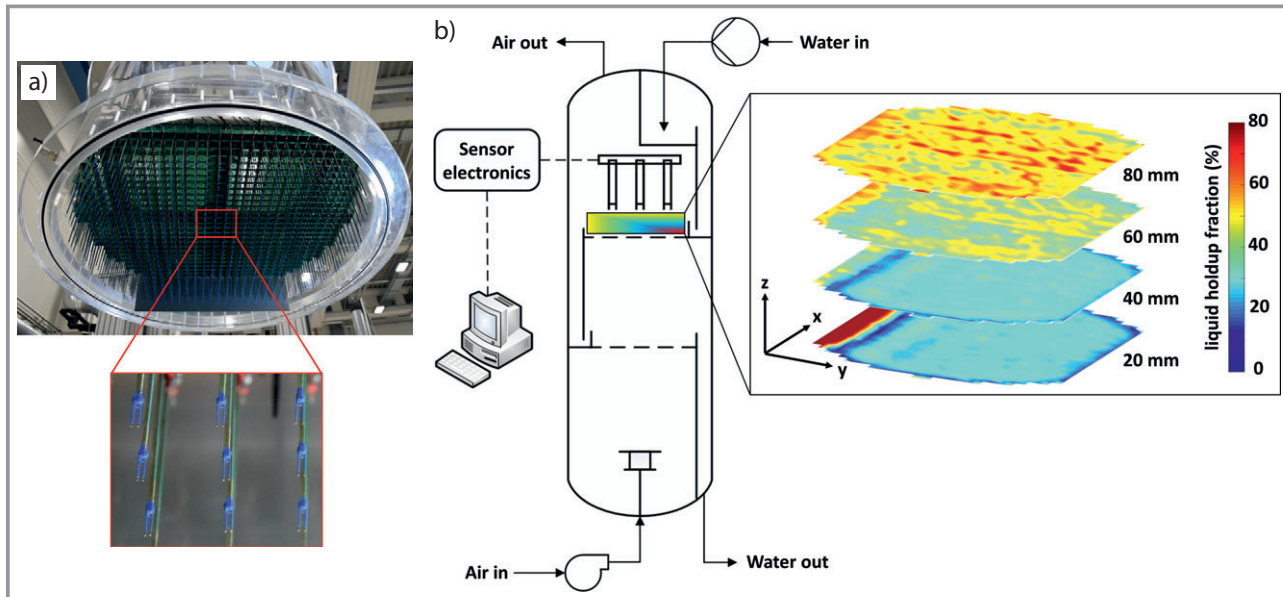 a)
b)
Air out
Water in
Sensor
electronics
Air in
Water out
z
x
y
80 mm
60 mm
40 mm
20 mm
liquid holdup fraction (%)
80
60
40
20
0